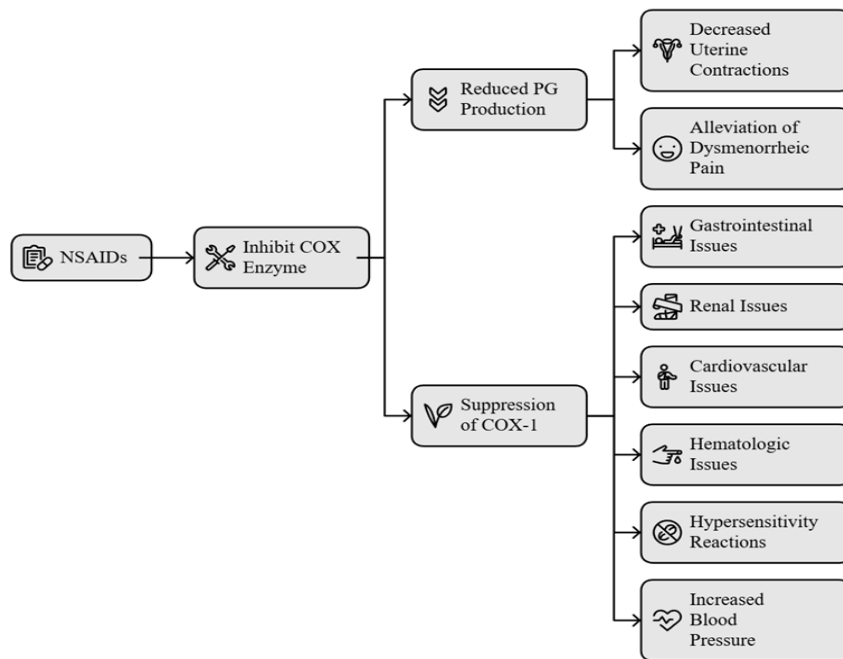 NSAIDs
Inhibit COX
Enzyme
Reduced PG
Production
Decreased
Uterine
Contractions
Alleviation of
Dysmenorrheic
Pain
Suppression
of COX-1
Gastrointestinal
Issues
Renal Issues
Cardiovascular
Issues
Hematologic
Issues
Hypersensitivity
Reactions
Increased
Blood
Pressure